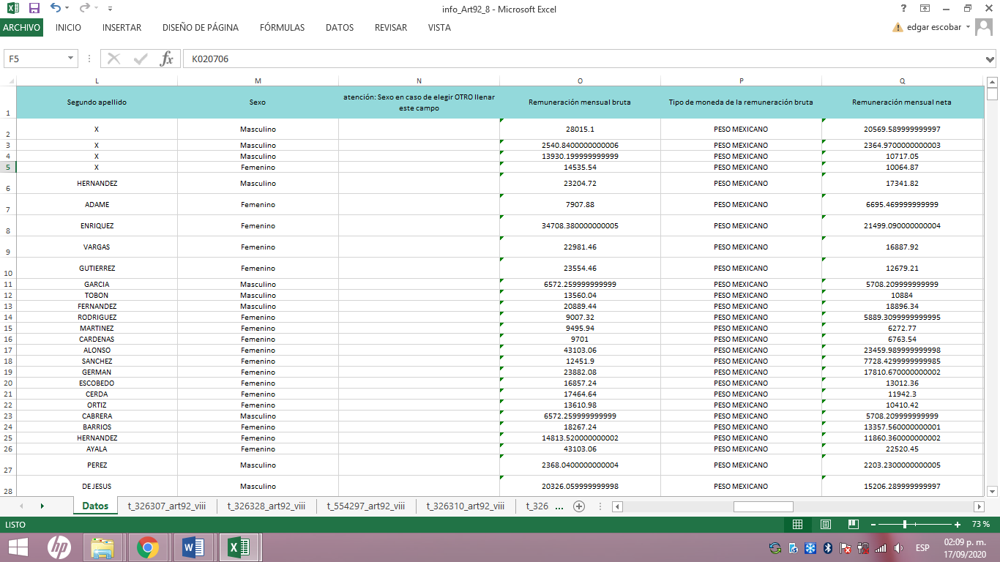 info_Art92_8 - Microsoft Excel
ARCHIVO INICIO INSERTAR DISEÑO DE PÁGINA FÓRMULAS DATOS REVISAR VISTA edgar escobar
F5 fx K020706
L M N O P Q
1 Segundo apellido Sexo atención: Sexo en caso de elegir OTRO llenar este campo Remuneración mensual bruta Tipo de moneda de la remuneración bruta Remuneración mensual neta
2 X Masculino 28015.1 PESO MEXICANO 20569.589999999997
3 X Masculino 2540.8400000000006 PESO MEXICANO 2364.9700000000003
4 X Masculino 13930.199999999999 PESO MEXICANO 10717.05
5 X Femenino 14535.54 PESO MEXICANO 10064.87
6 HERNANDEZ Masculino 23204.72 PESO MEXICANO 17341.82
7 ADAME Femenino 7907.88 PESO MEXICANO 6695.469999999999
8 ENRIQUEZ Femenino 34708.380000000005 PESO MEXICANO 21499.090000000004
9 VARGAS Femenino 22981.46 PESO MEXICANO 16887.92
10 GUTIERREZ Femenino 23554.46 PESO MEXICANO 12679.21
11 GARCIA Masculino 6572.259999999999 PESO MEXICANO 5708.209999999999
12 TOBON Masculino 13560.04 PESO MEXICANO 10884
13 FERNANDEZ Masculino 20889.44 PESO MEXICANO 18896.34
14 RODRIGUEZ Femenino 9007.32 PESO MEXICANO 5889.3099999999995
15 MARTINEZ Femenino 9495.94 PESO MEXICANO 6272.77
16 CARDENAS Femenino 9701 PESO MEXICANO 6763.54
17 ALONSO Femenino 43103.06 PESO MEXICANO 23459.989999999998
18 SANCHEZ Femenino 12451.9 PESO MEXICANO 7728.4299999999985
19 GERMAN Femenino 23882.08 PESO MEXICANO 17810.670000000002
20 ESCOBEDO Femenino 16857.24 PESO MEXICANO 13012.36
21 CERDA Femenino 17464.64 PESO MEXICANO 11942.3
22 ORTIZ Femenino 13610.98 PESO MEXICANO 10410.42
23 CABRERA Masculino 6572.259999999999 PESO MEXICANO 5708.209999999999
24 BARRIOS Femenino 18267.24 PESO MEXICANO 13357.560000000001
25 HERNANDEZ Femenino 14813.520000000002 PESO MEXICANO 11860.360000000002
26 AYALA Femenino 43103.06 PESO MEXICANO 22520.45
27 PEREZ Masculino 2368.0400000000004 PESO MEXICANO 2203.2300000000005
28 DE JESUS Masculino 20326.059999999998 PESO MEXICANO 15206.289999999997
Datos t_326307_art92_viii t_326328_art92_viii t_554297_art92_viii t_326310_art92_viii t_326 ...
LISTO 73 %
hp ESP 02:09 p. m.
17/09/2020